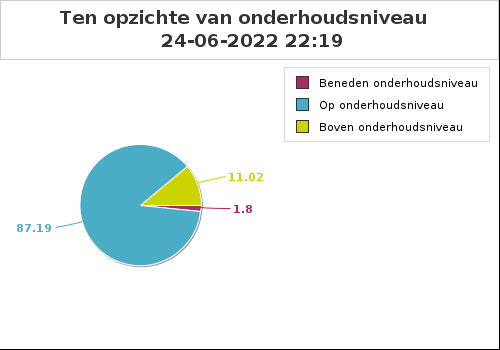 Ten opzichte van onderhoudsniveau
24-06-2022 22:19
Beneden onderhoudsniveau
Op onderhoudsniveau
Boven onderhoudsniveau
11.02
1.8
87.19